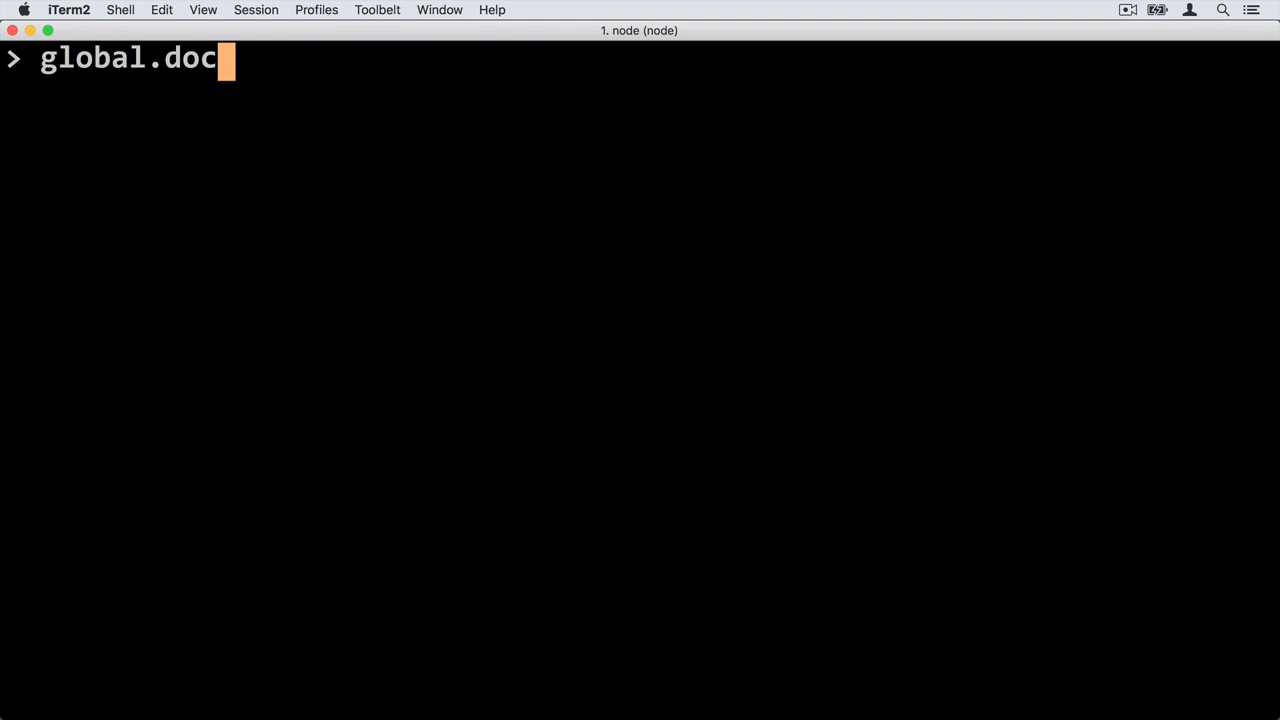 iTerm2 Shell Edit View Session Profiles Toolbelt Window Help
1. node (node)
> global.doc